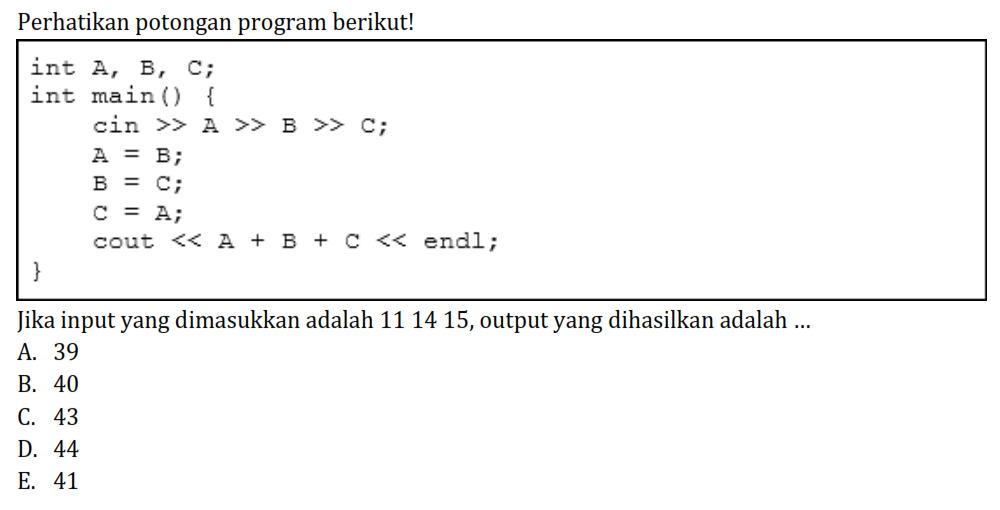 Perhatikan potongan program berikut!
int A, B, C;
int main() {
    cin >> A >> B >> C;
    A = B;
    B = C;
    C = A;
    cout << A + B + C << endl;
}
Jika input yang dimasukkan adalah 11 14 15, output yang dihasilkan adalah ...
A. 39
B. 40
C. 43
D. 44
E. 41